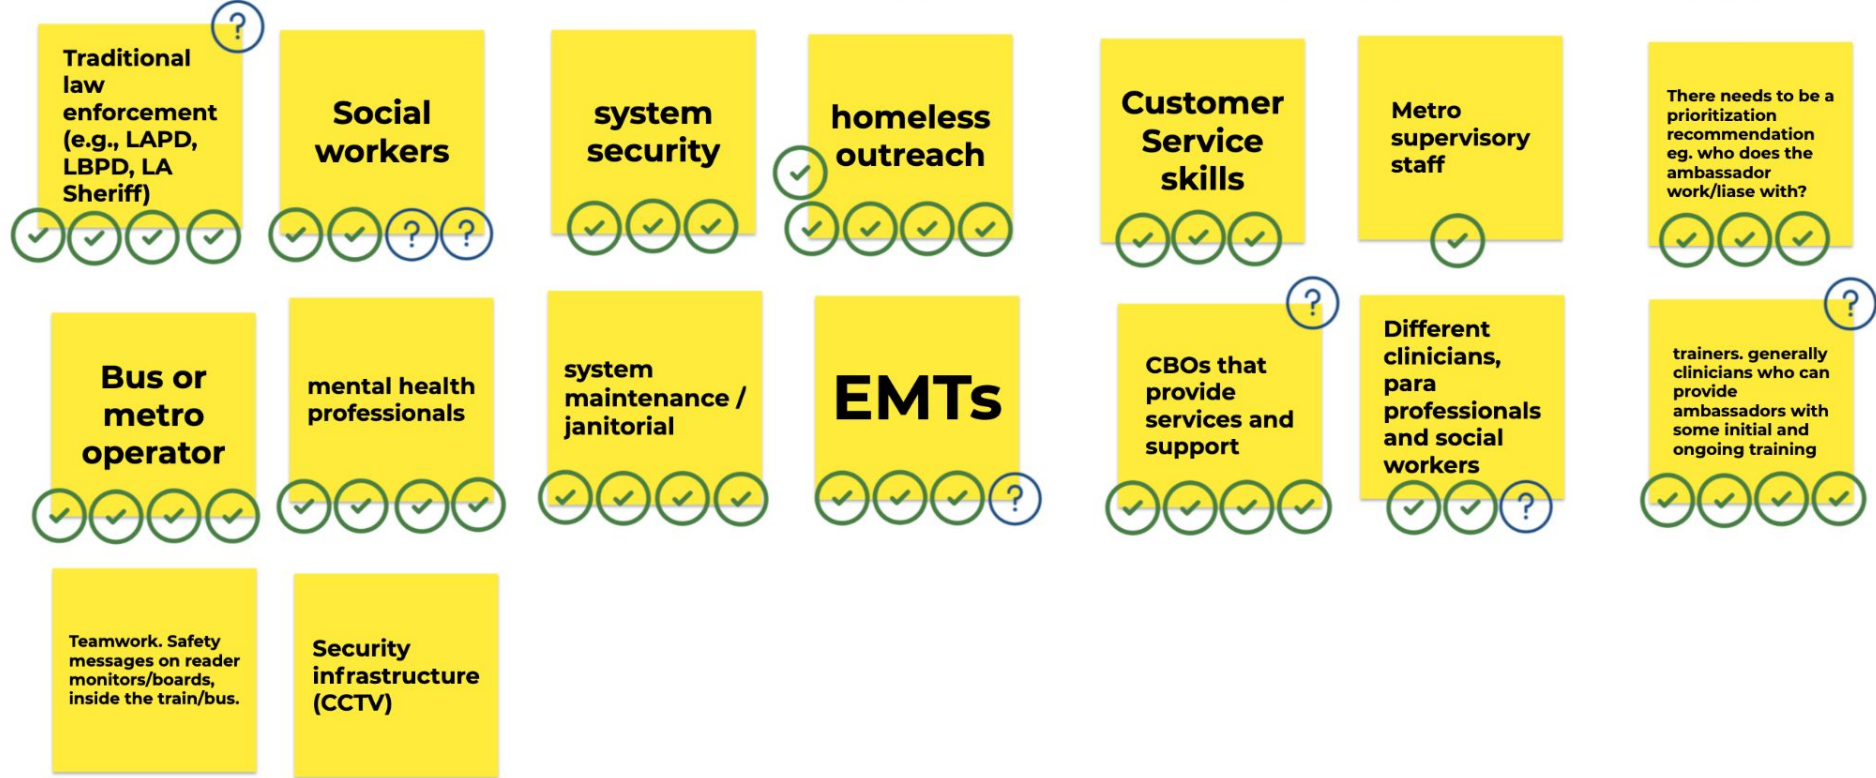 Traditional
law
enforcement
(e.g., LAPD,
LBPD, LA
Sheriff)
Social
workers
system
security
homeless
outreach
Customer
Service
skills
Metro
supervisory
staff
There needs to be a
prioritization
recommendation
eg. who does the
ambassador
work/liase with?
Bus or
metro
operator
mental health
professionals
system
maintenance /
janitorial
EMTs
CBOs that
provide
services and
support
Different
clinicians,
para
professionals
and social
workers
trainers. generally
clinicians who can
provide
ambassadors with
some initial and
ongoing training
Teamwork. Safety
messages on reader
monitors/boards,
inside the train/bus.
Security
infrastructure
(CCTV)